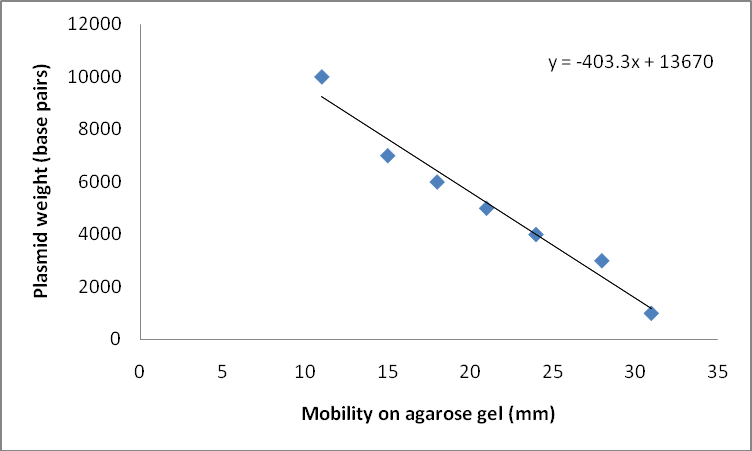 12000
10000
8000
6000
4000
2000
0
Plasmid weight (base pairs)
y = -403.3x + 13670
0 5 10 15 20 25 30 35
Mobility on agarose gel (mm)